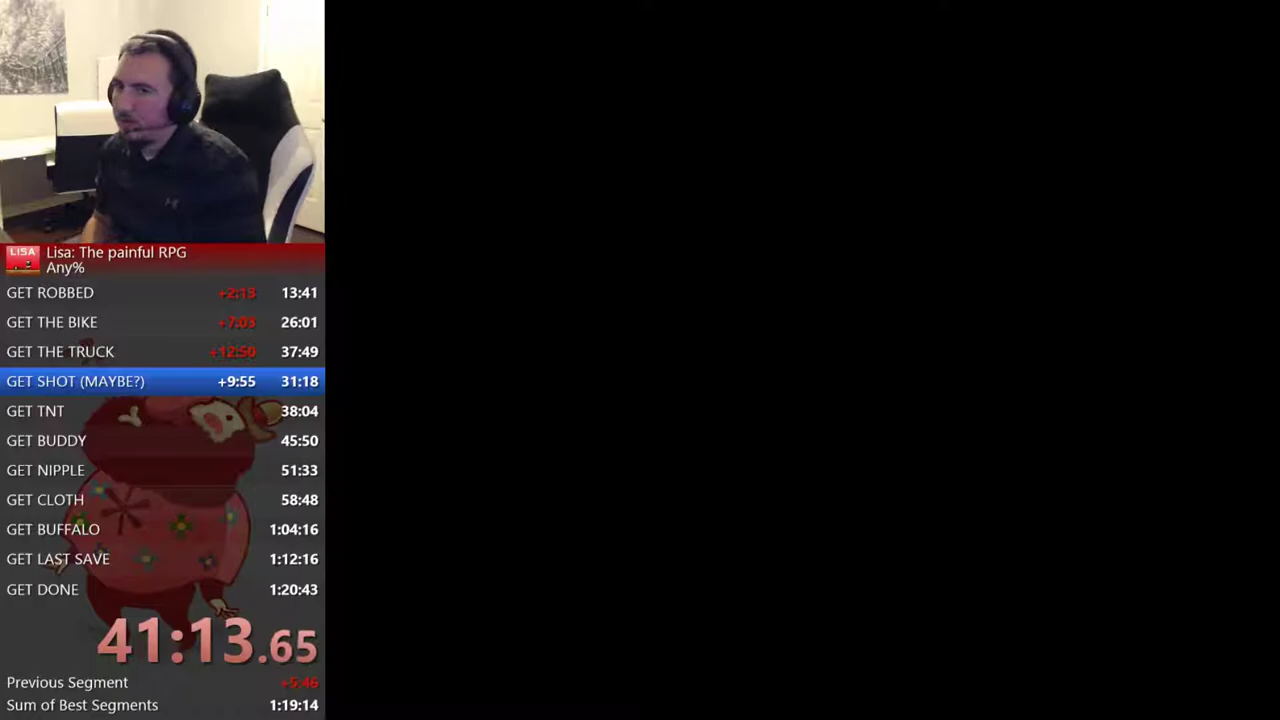 LISA
Lisa: The painful RPG
Any%
GET ROBBED +2:13 13:41
GET THE BIKE +7:03 26:01
GET THE TRUCK +12:50 37:49
GET SHOT (MAYBE?) +9:55 31:18
GET TNT 38:04
GET BUDDY 45:50
GET NIPPLE 51:33
GET CLOTH 58:48
GET BUFFALO 1:04:16
GET LAST SAVE 1:12:16
GET DONE 1:20:43
41:13.65
Previous Segment +5:46
Sum of Best Segments 1:19:14